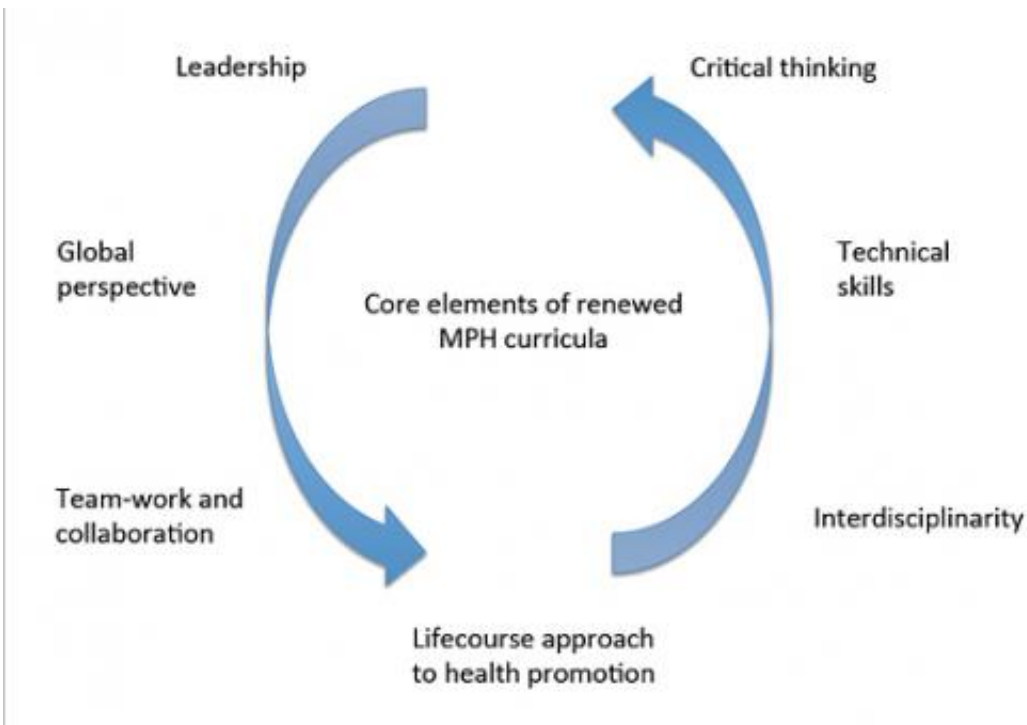 Leadership
Critical thinking
Global
perspective
Technical
skills
Core elements of renewed
MPH curricula
Team-work and
collaboration
Interdisciplinarity
Lifecourse approach
to health promotion